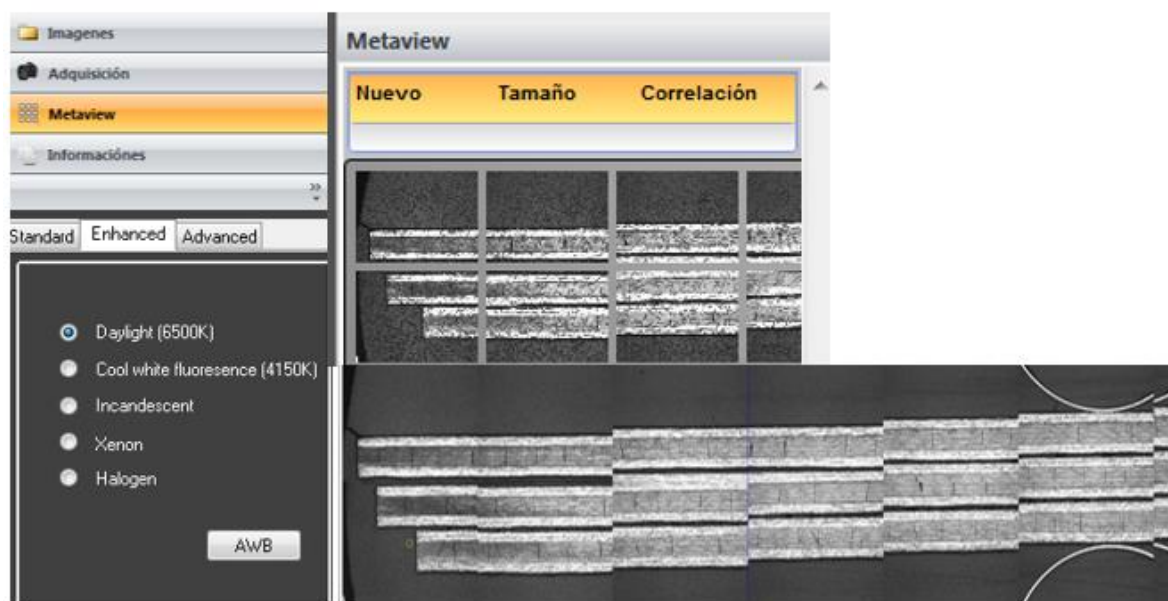 Imagenes
Adquisición
Metaview
Informaciónes
Standard Enhanced Advanced
Daylight (6500K)
Cool white fluoresence (4150K)
Incandescent
Xenon
Halogen
AWB
Metaview
Nuevo Tamaño Correlación